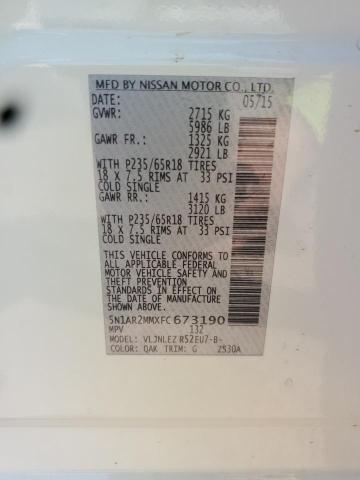 MFD BY NISSAN MOTOR CO., LTD.
DATE: 05/15
GVWR: 2715 KG
5986 LB
GAWR FR.: 1325 KG
2921 LB
WITH P235/65R18 TIRES
18 X 7.5 RIMS AT 33 PSI
COLD SINGLE
GAWR RR.: 1415 KG
3120 LB
WITH P235/65R18 TIRES
18 X 7.5 RIMS AT 33 PSI
COLD SINGLE
THIS VEHICLE CONFORMS TO
ALL APPLICABLE FEDERAL
MOTOR VEHICLE SAFETY
AND THEFT PREVENTION
STANDARDS IN EFFECT ON
THE DATE OF MANUFACTURE
SHOWN ABOVE.
5N1AR2MMXFC673190
MPV 132
MODEL: VLJNLEZ R52EU7-B-
COLOR: QAK TRIM: G 2530A